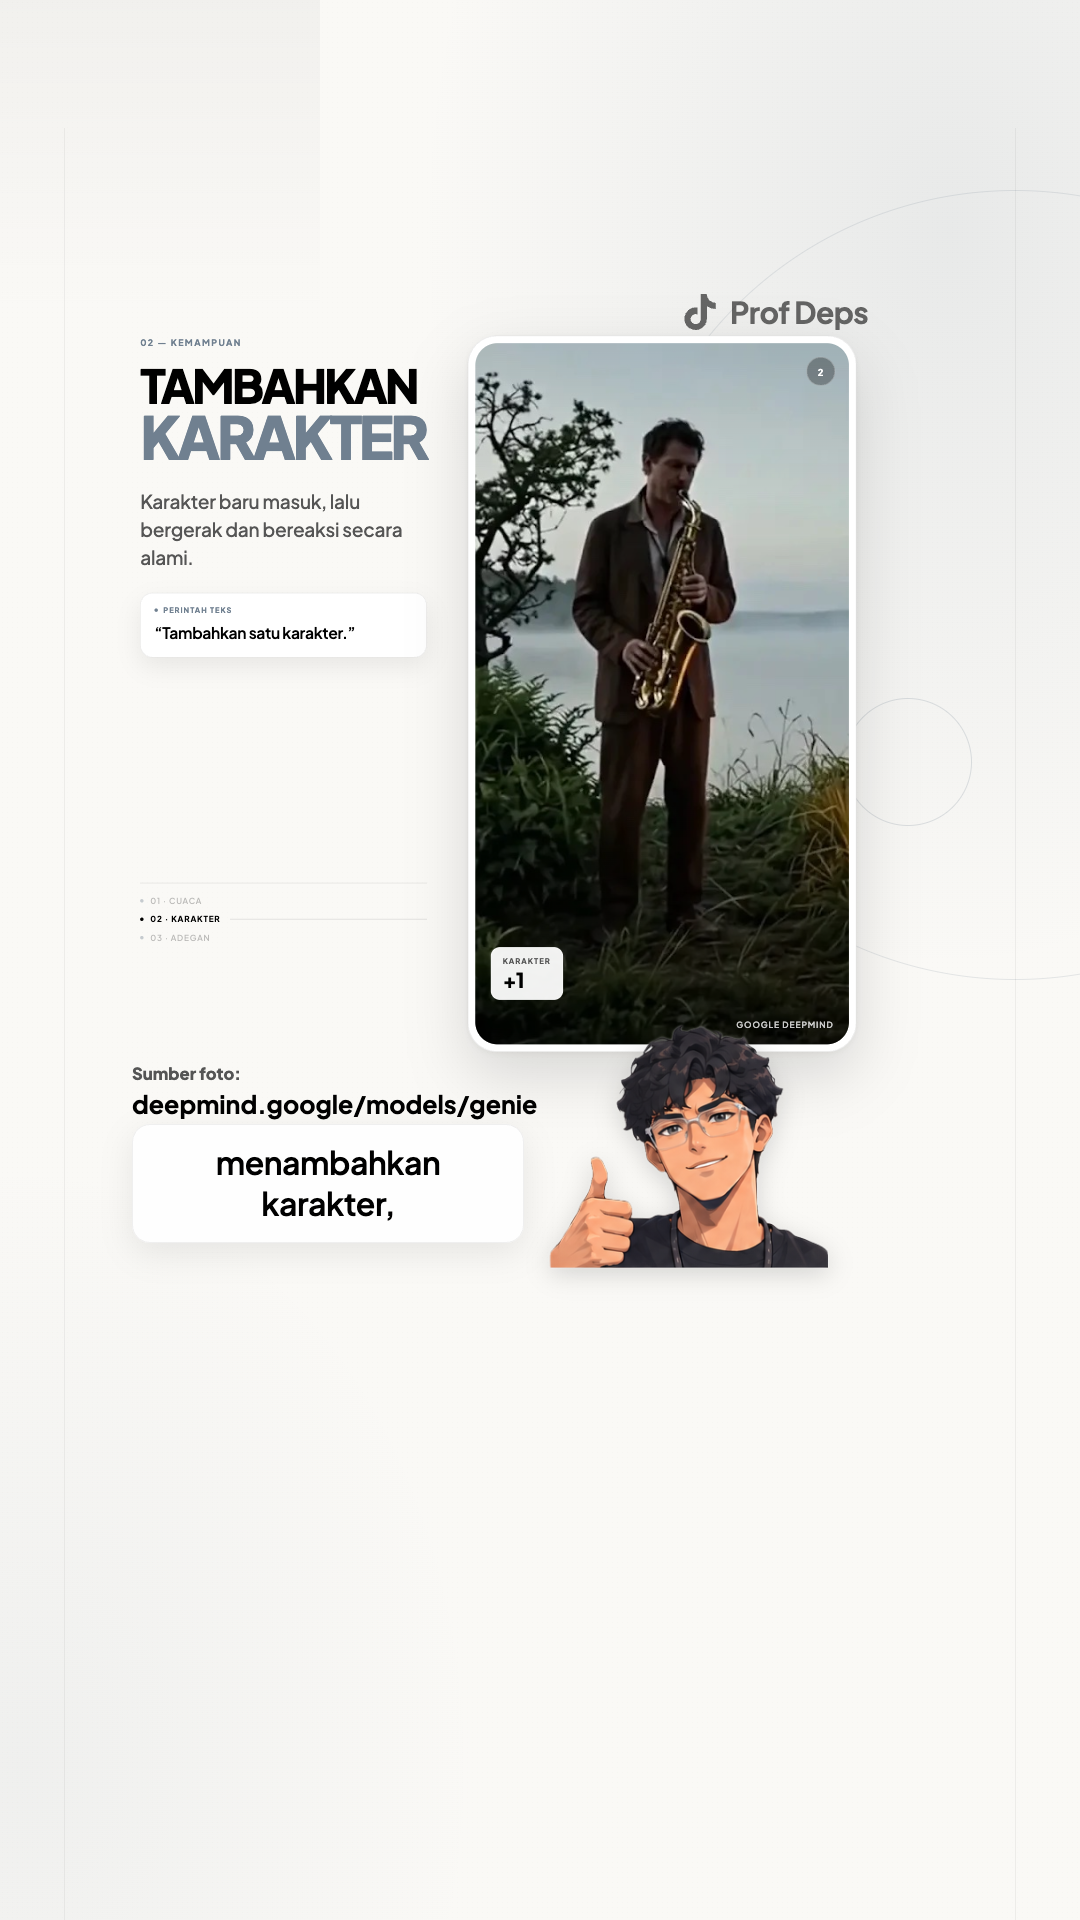 Prof Deps
02 — KEMAMPUAN
TAMBAHKAN
KARAKTER
Karakter baru masuk, lalu
bergerak dan bereaksi secara
alami.
PERINTAH TEKS
“Tambahkan satu karakter.”
01 · CUACA
02 · KARAKTER
03 · ADEGAN
2
KARAKTER
+1
GOOGLE DEEPMIND
Sumber foto:
deepmind.google/models/genie
menambahkan
karakter,